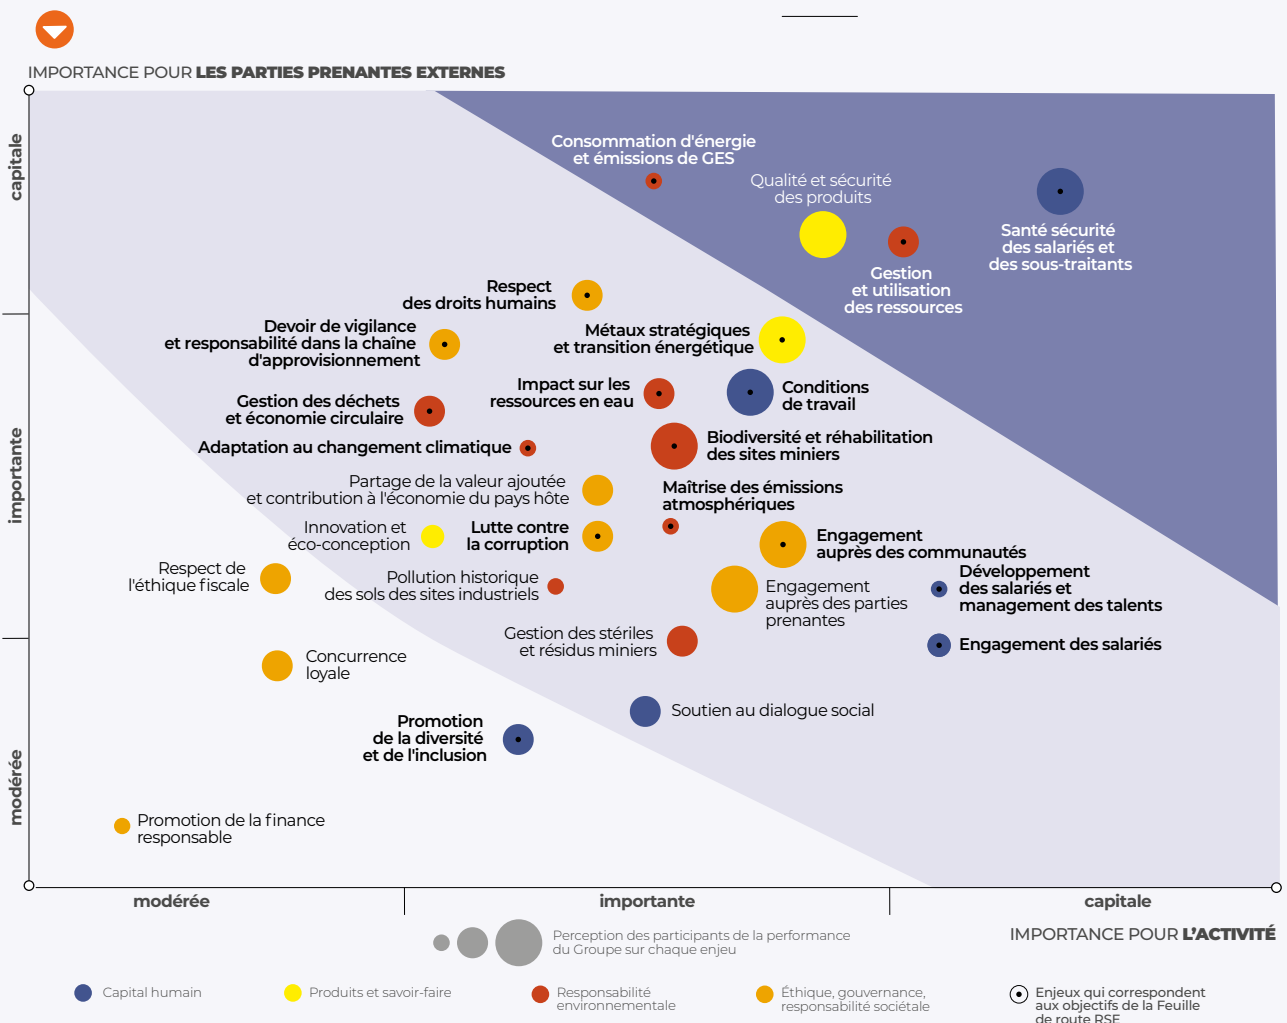 IMPORTANCE POUR LES PARTIES PRENANTES EXTERNES
capitale
importante
modérée
Consommation d'énergie
et émissions de GES
Qualité et sécurité
des produits
Santé sécurité
des salariés et
des sous-traitants
Gestion
et utilisation
des ressources
Respect
des droits humains
Devoir de vigilance
et responsabilité dans la chaîne
d'approvisionnement
Métaux stratégiques
et transition énergétique
Impact sur les
ressources en eau
Conditions
de travail
Gestion des déchets
et économie circulaire
Adaptation au changement climatique
Biodiversité et réhabilitation
des sites miniers
Partage de la valeur ajoutée
et contribution à l'économie du pays hôte
Maîtrise des émissions
atmosphériques
Innovation et
éco-conception
Lutte contre
la corruption
Engagement
auprès des communautés
Respect de
l'éthique fiscale
Pollution historique
des sols des sites industriels
Engagement
auprès des parties
prenantes
Développement
des salariés et
management des talents
Gestion des stériles
et résidus miniers
Engagement des salariés
Concurrence
loyale
Soutien au dialogue social
Promotion
de la diversité
et de l'inclusion
Promotion de la finance
responsable
modérée
importante
capitale
IMPORTANCE POUR L'ACTIVITÉ
Perception des participants de la performance
du Groupe sur chaque enjeu
Capital humain
Produits et savoir-faire
Responsabilité
environnementale
Éthique, gouvernance,
responsabilité sociétale
Enjeux qui correspondent
aux objectifs de la Feuille
de route RSE